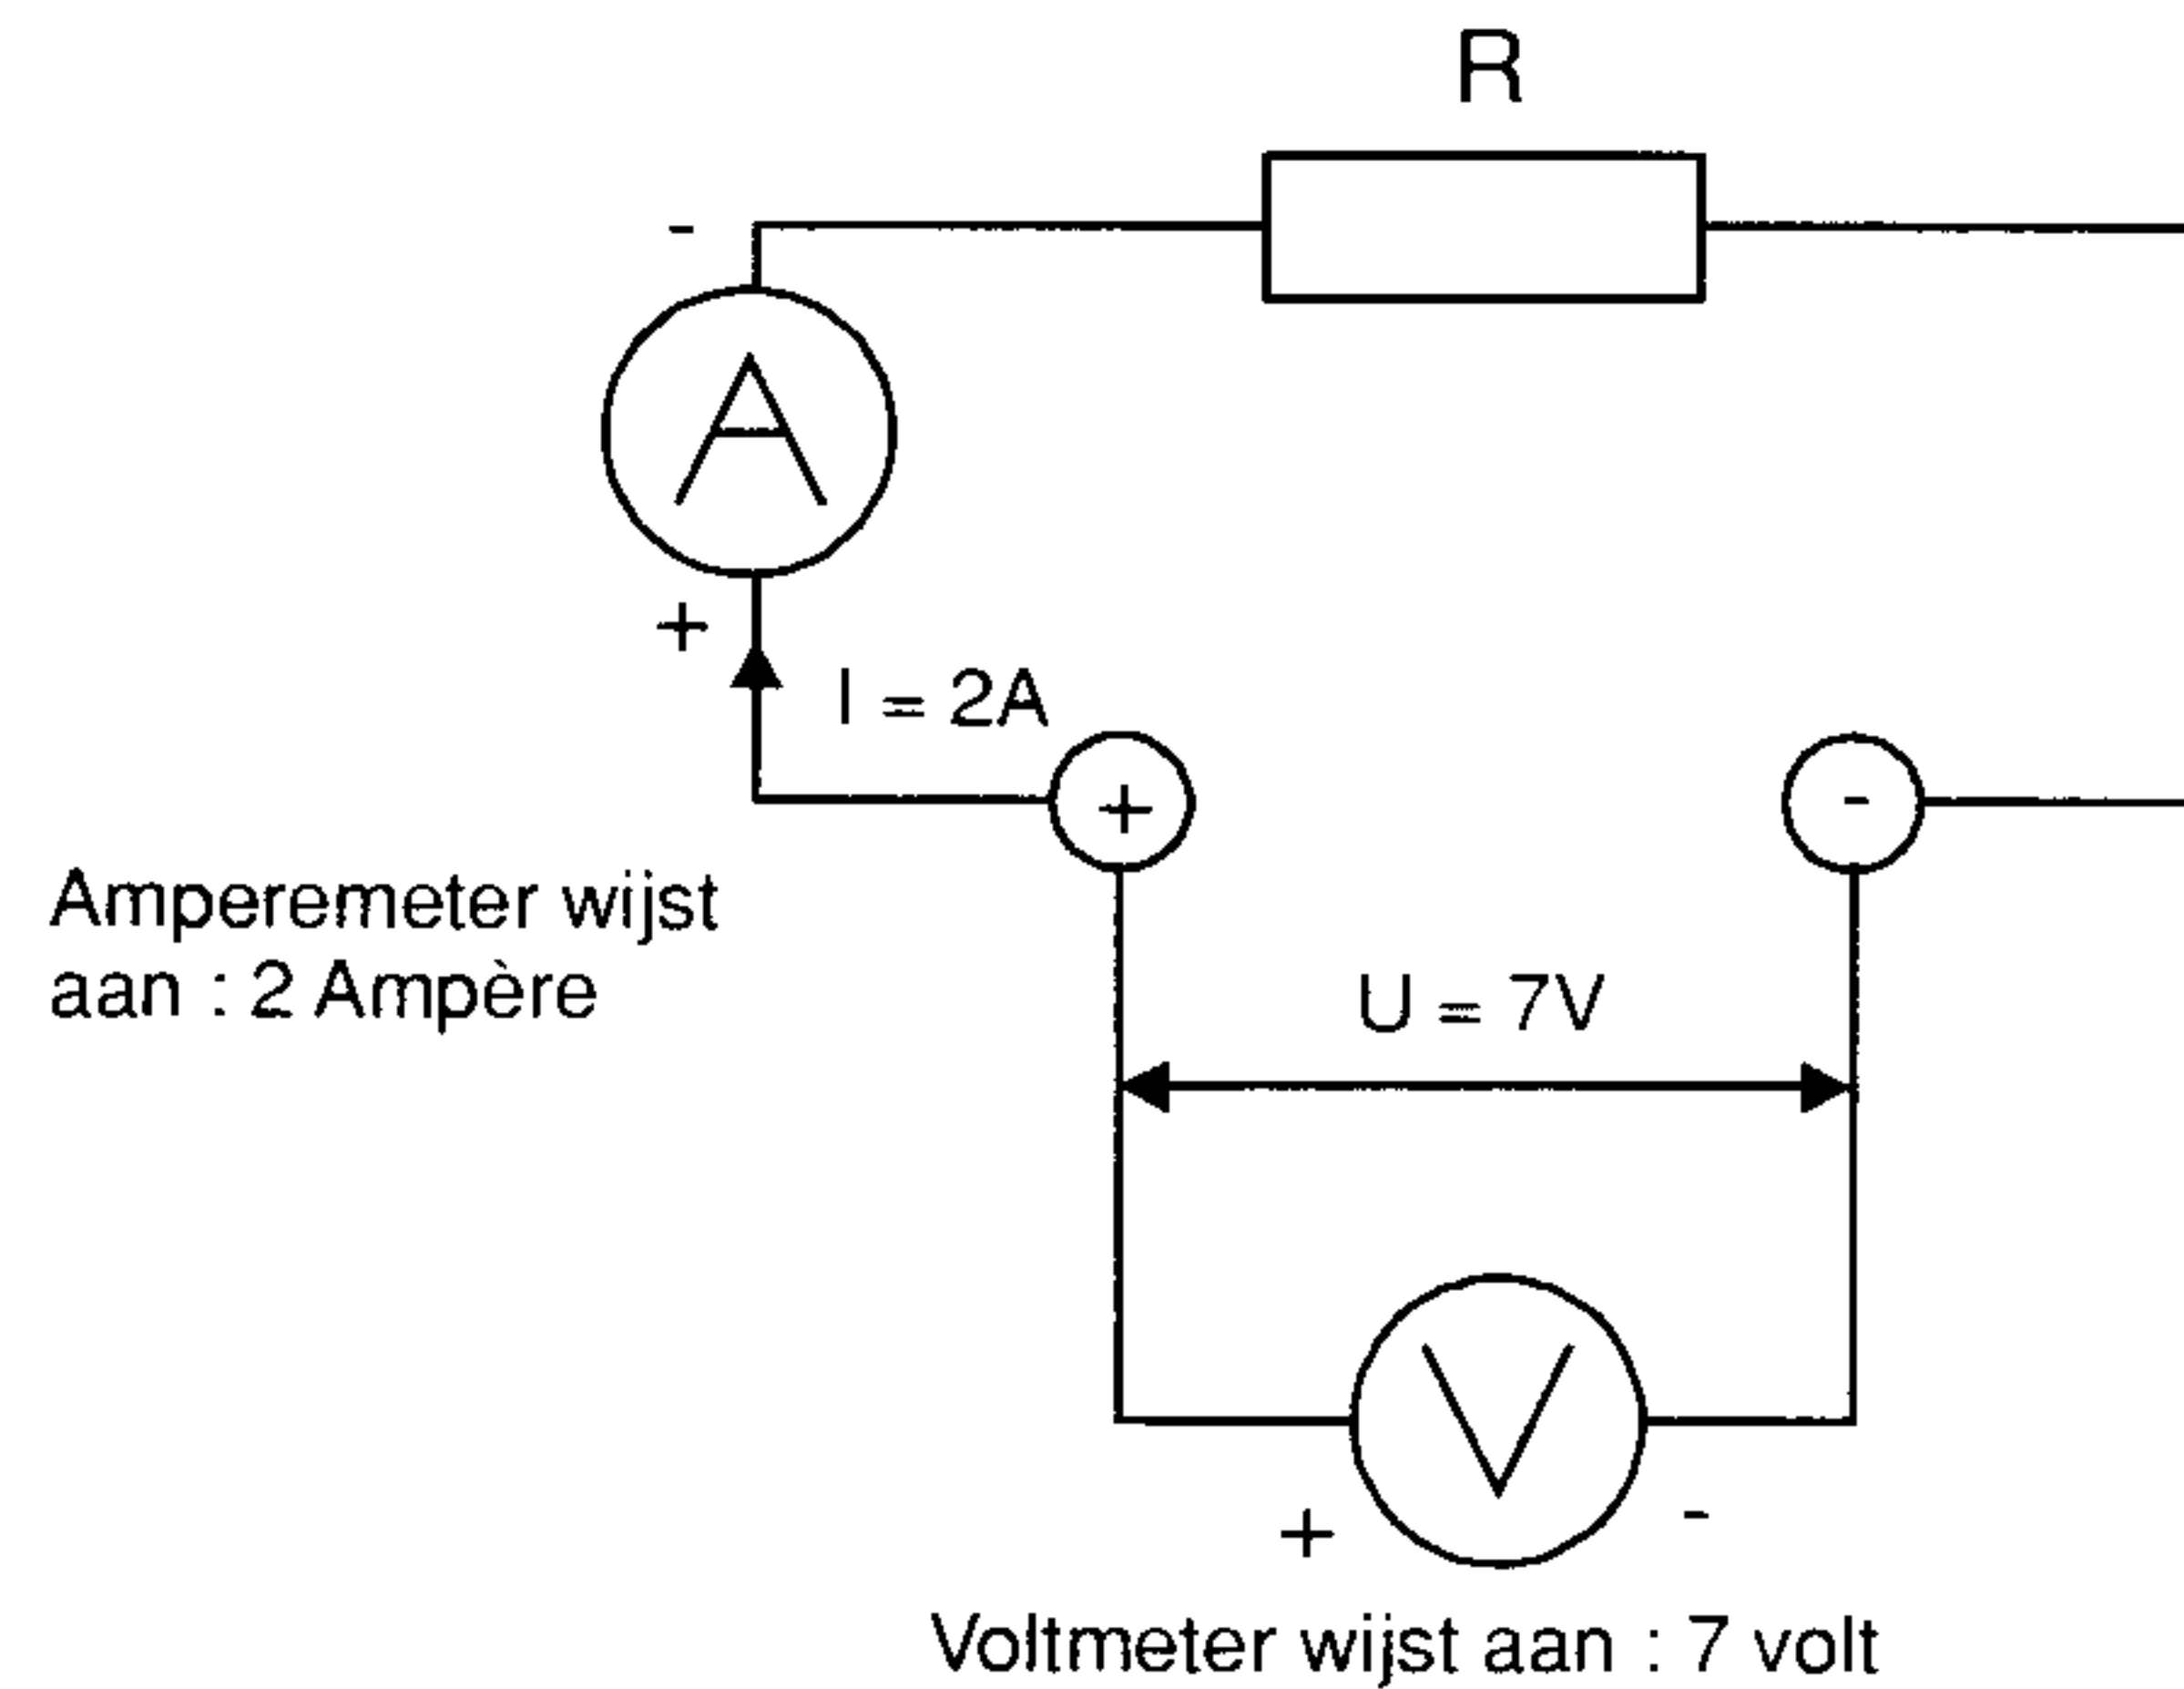 R
-
A
+
I = 2A
+
-
Amperemeter wijst
aan : 2 Ampère
U = 7V
V
+
-
Voltmeter wijst aan : 7 volt